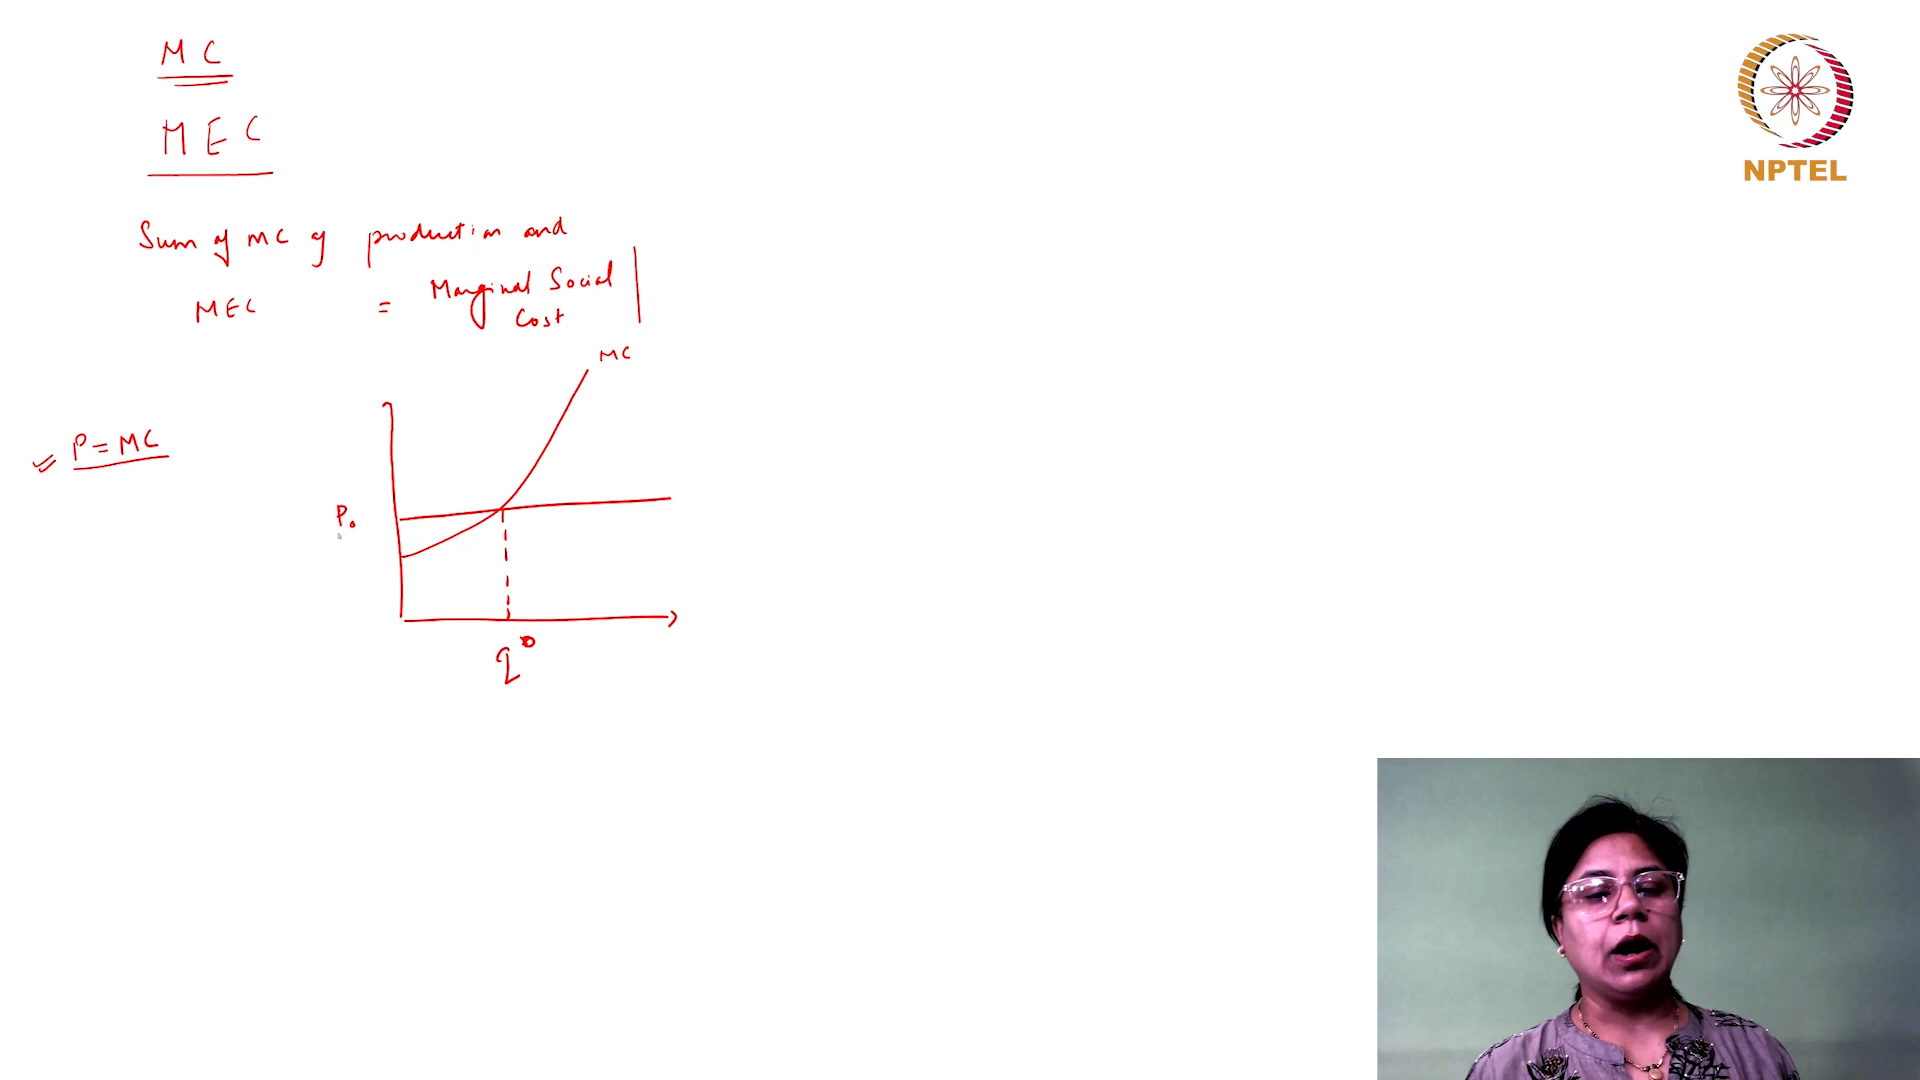 MC
MEC
Sum of MC of production and
MEC = Marginal Social
Cost
MC
P = MC
P₀
q⁰
NPTEL